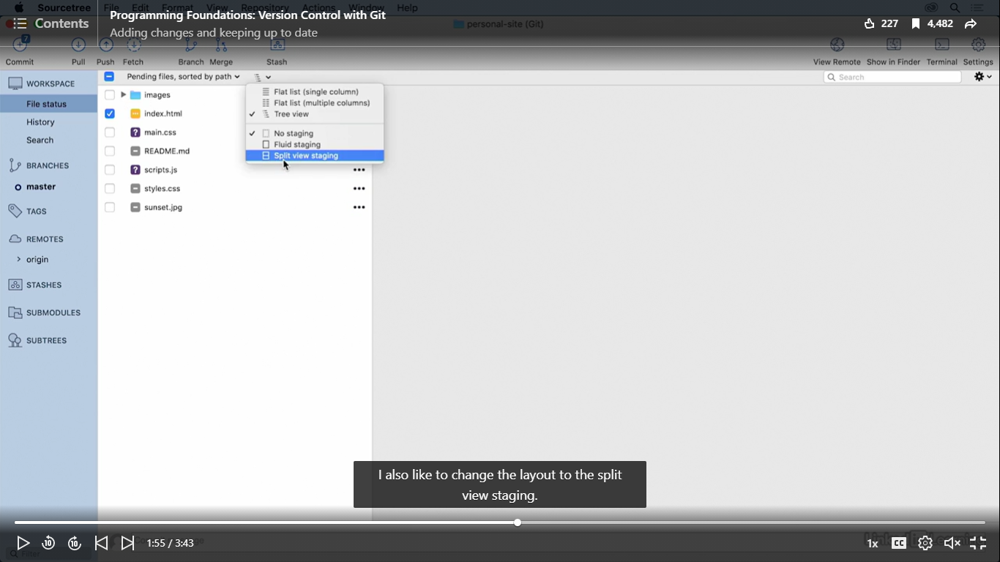 Sourcetree File Edit Format View Repository Actions Window Help
Contents
Programming Foundations: Version Control with Git
Adding changes and keeping up to date
personal-site (Git)
227 4,482
7
Commit Pull Push Fetch Branch Merge Stash View Remote Show in Finder Terminal Settings
Pending files, sorted by path
Search
WORKSPACE
File status
History
Search
BRANCHES
master
TAGS
REMOTES
origin
STASHES
SUBMODULES
SUBTREES
Filter
images
index.html
main.css
README.md
scripts.js
styles.css
sunset.jpg
Flat list (single column)
Flat list (multiple columns)
Tree view
No staging
Fluid staging
Split view staging
I also like to change the layout to the split
view staging.
10 10 1:55 / 3:43 1x CC